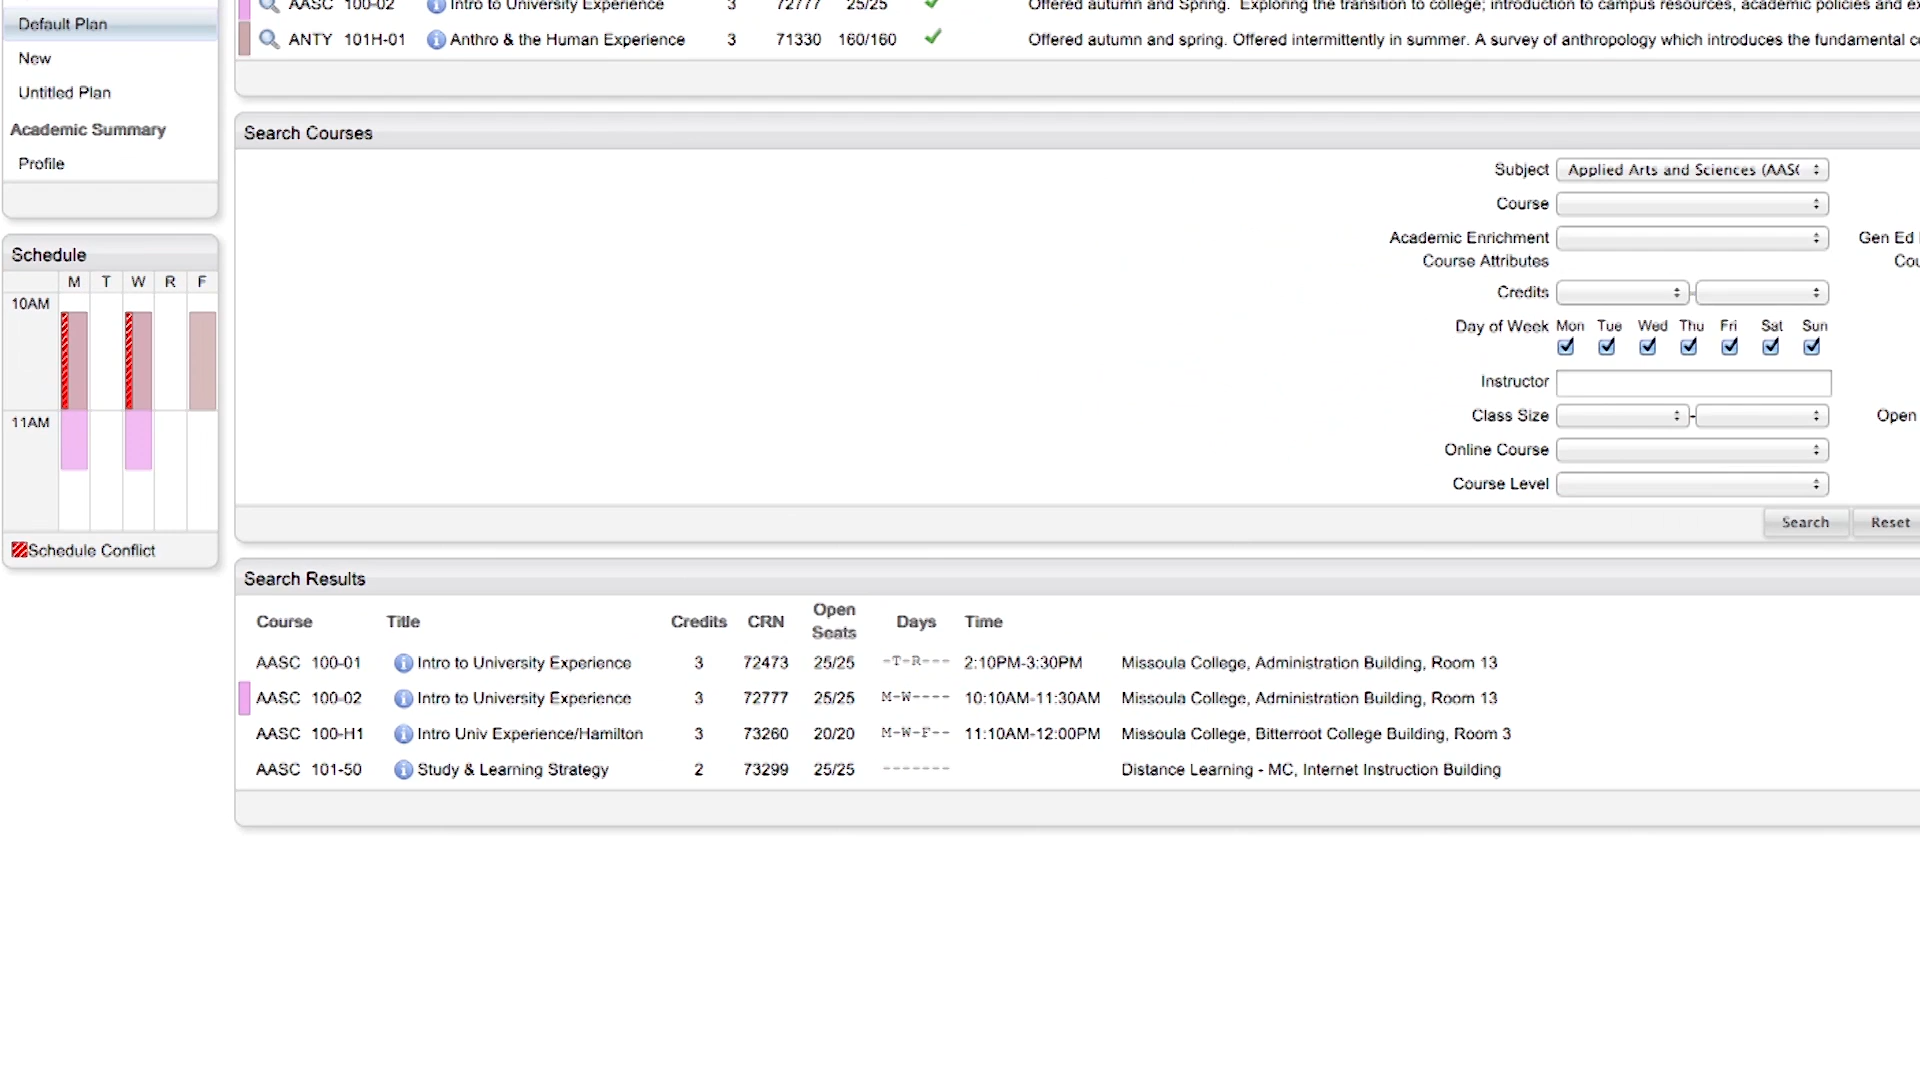 Default Plan
New
Untitled Plan
Academic Summary
Profile
Schedule
M T W R F
10AM
11AM
Schedule Conflict
AASC 100-02 Intro to University Experience 3 72777 25/25 Offered autumn and Spring. Exploring the transition to college; introduction to campus resources, academic policies and
ANTY 101H-01 Anthro & the Human Experience 3 71330 160/160 Offered autumn and spring. Offered intermittently in summer. A survey of anthropology which introduces the fundamental
Search Courses
Subject Applied Arts and Sciences (AASC
Course
Academic Enrichment Gen Ed
Course Attributes Cou
Credits -
Day of Week Mon Tue Wed Thu Fri Sat Sun
Instructor
Class Size - Open
Online Course
Course Level
Search Reset
Search Results
Course Title Credits CRN Open Seats Days Time
AASC 100-01 Intro to University Experience 3 72473 25/25 -T-R--- 2:10PM-3:30PM Missoula College, Administration Building, Room 13
AASC 100-02 Intro to University Experience 3 72777 25/25 M-W---- 10:10AM-11:30AM Missoula College, Administration Building, Room 13
AASC 100-H1 Intro Univ Experience/Hamilton 3 73260 20/20 M-W-F-- 11:10AM-12:00PM Missoula College, Bitterroot College Building, Room 3
AASC 101-50 Study & Learning Strategy 2 73299 25/25 ------- Distance Learning - MC, Internet Instruction Building